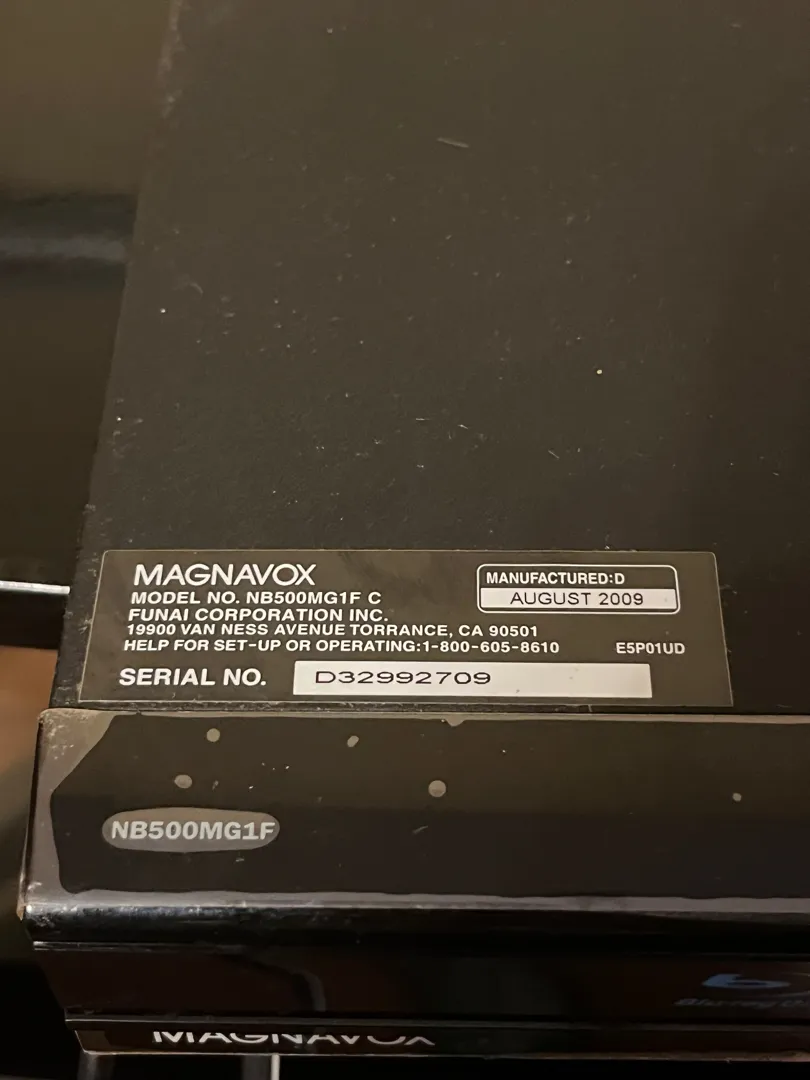 MAGNAVOX
MODEL NO. NB500MG1F C
FUNAI CORPORATION INC.
19900 VAN NESS AVENUE TORRANCE, CA 90501
HELP FOR SET-UP OR OPERATING:1-800-605-8610
E5P01UD
MANUFACTURED:D
AUGUST 2009
SERIAL NO. D32992709
NB500MG1F
MAGNAVOX